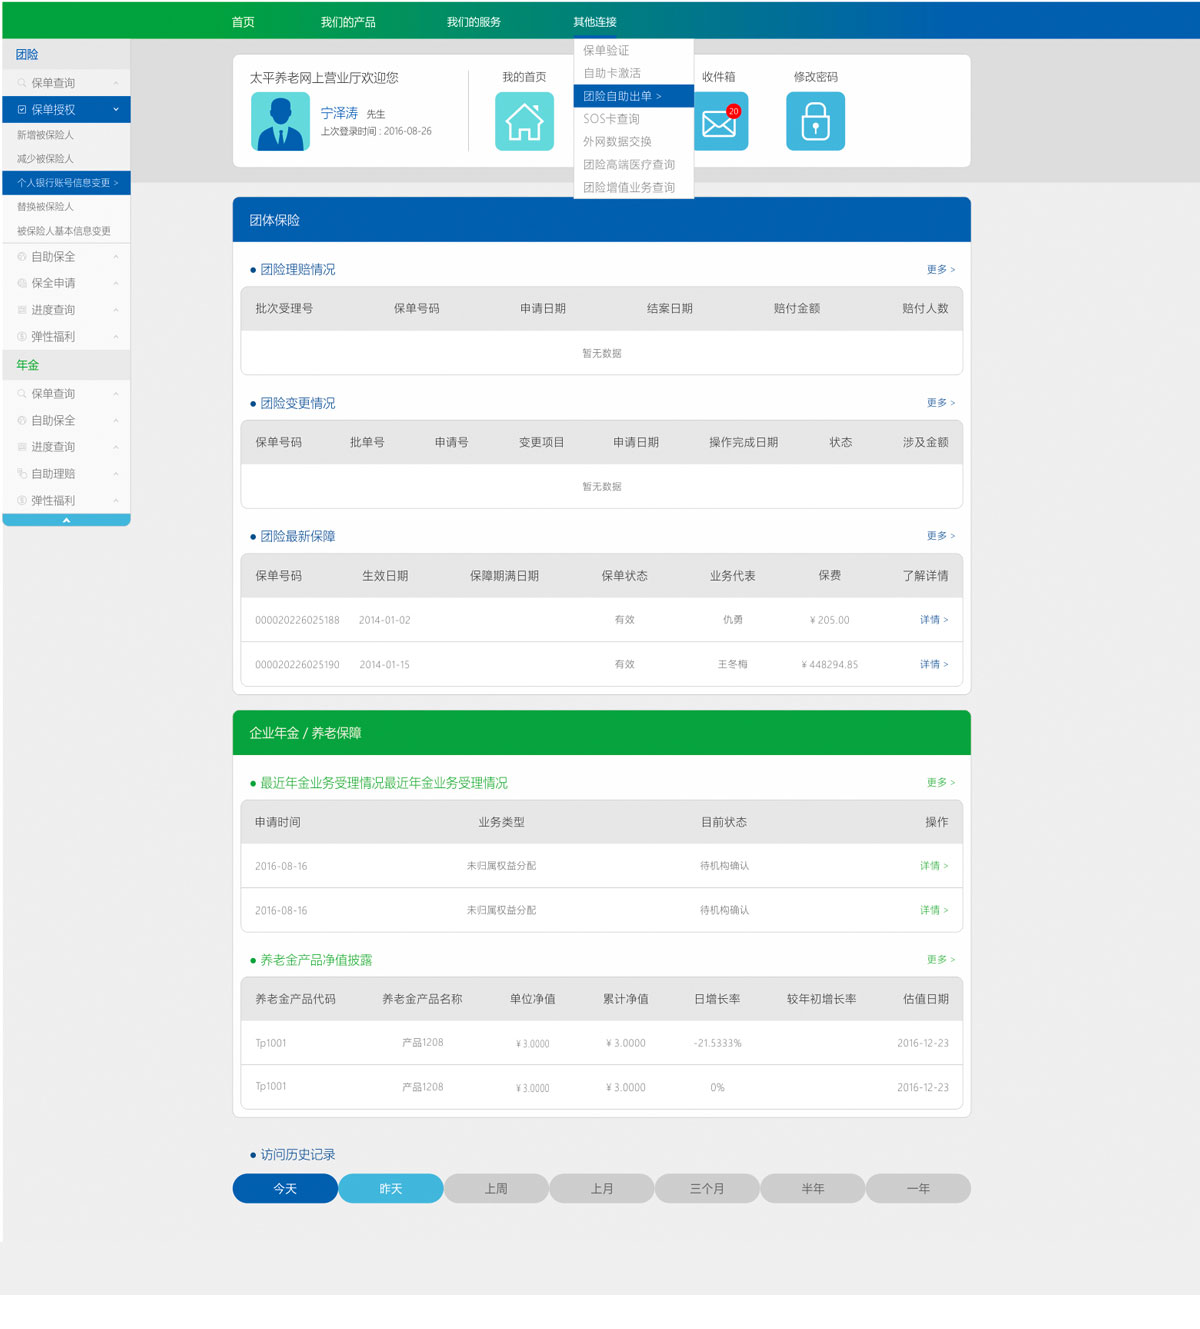 首页 我们的产品 我们的服务 其他连接
团险
保单查询
保单授权
新增被保险人
减少被保险人
个人银行账号信息变更 >
替换被保险人
被保险人基本信息变更
自助保全
保全申请
进度查询
弹性福利
年金
保单查询
自助保全
进度查询
自助理赔
弹性福利
太平养老网上营业厅欢迎您
宁泽涛 先生
上次登录时间 : 2016-08-26
我的首页
保单验证
自助卡激活
团险自助出单 >
SOS卡查询
外网数据交换
团险高端医疗查询
团险增值业务查询
收件箱
20
修改密码
团体保险
团险理赔情况 更多 >
批次受理号 保单号码 申请日期 结案日期 赔付金额 赔付人数
暂无数据
团险变更情况 更多 >
保单号码 批单号 申请号 变更项目 申请日期 操作完成日期 状态 涉及金额
暂无数据
团险最新保障 更多 >
保单号码 生效日期 保障期满日期 保单状态 业务代表 保费 了解详情
000020226025188 2014-01-02 有效 仇勇 ¥ 205.00 详情 >
000020226025190 2014-01-15 有效 王冬梅 ¥ 448294.85 详情 >
企业年金 / 养老保障
最近年金业务受理情况最近年金业务受理情况 更多 >
申请时间 业务类型 目前状态 操作
2016-08-16 未归属权益分配 待机构确认 详情 >
2016-08-16 未归属权益分配 待机构确认 详情 >
养老金产品净值披露 更多 >
养老金产品代码 养老金产品名称 单位净值 累计净值 日增长率 较年初增长率 估值日期
Tp1001 产品1208 ¥ 3.0000 ¥ 3.0000 -21.5333% 2016-12-23
Tp1001 产品1208 ¥ 3.0000 ¥ 3.0000 0% 2016-12-23
访问历史记录
今天 昨天 上周 上月 三个月 半年 一年